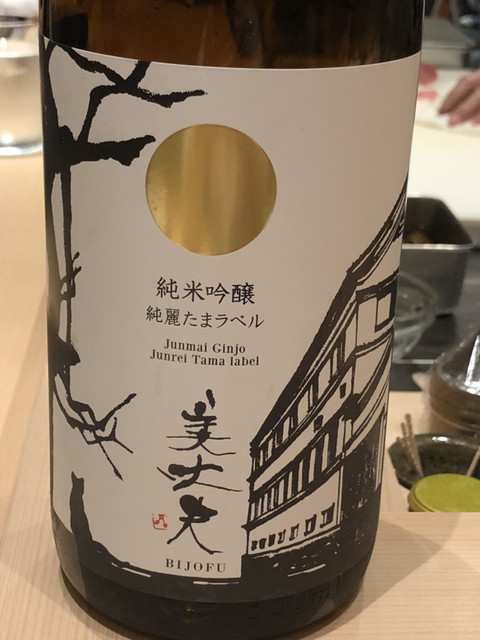 純米吟醸
純麗たまラベル
Junmai Ginjo
Junrei Tama label
美丈夫
BIJOFU